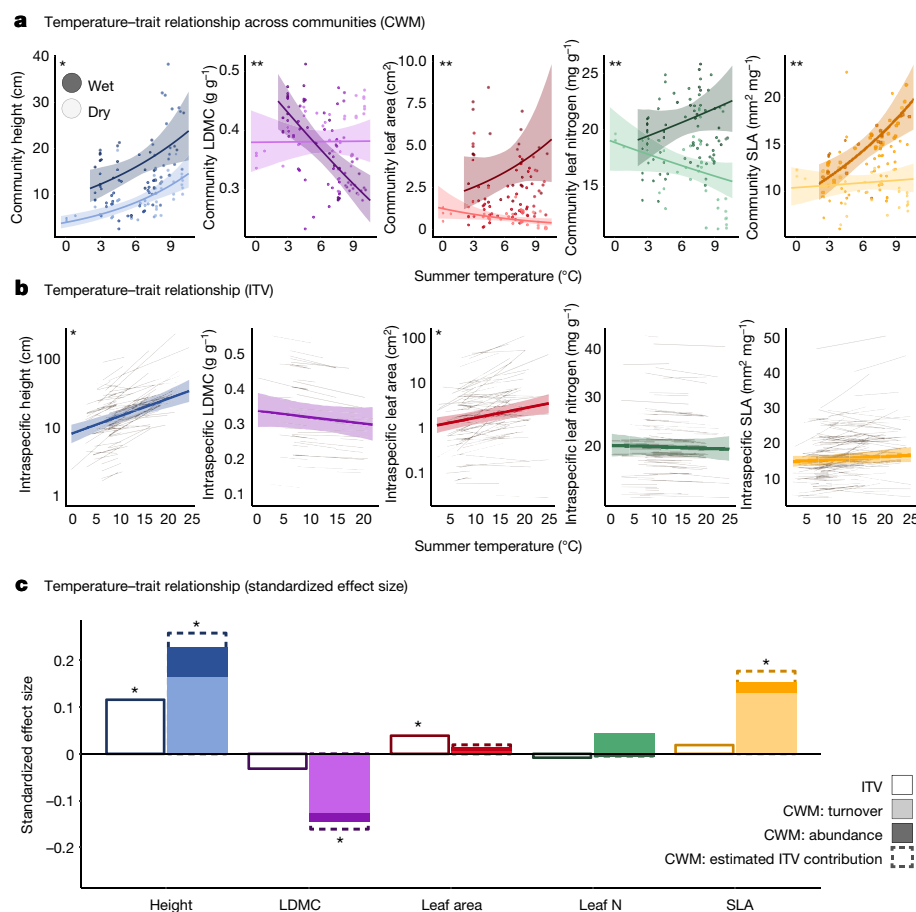 a Temperature–trait relationship across communities (CWM)
Community height (cm)
40
30
20
10
0 3 6 9
*
Wet
Dry
Community LDMC (g g⁻¹)
0.5
0.4
0.3
0 3 6 9
**
Community leaf area (cm²)
10.0
7.5
5.0
2.5
0
0 3 6 9
**
Community leaf nitrogen (mg g⁻¹)
25
20
15
0 3 6 9
**
Community SLA (mm² mg⁻¹)
20
15
10
0 3 6 9
**
Summer temperature (°C)
b Temperature–trait relationship (ITV)
Intraspecific height (cm)
100
10
1
0 5 10 15 20 25
*
Intraspecific LDMC (g g⁻¹)
0.5
0.4
0.3
0.2
0.1
0 5 10 15 20
Intraspecific leaf area (cm²)
100
10
1
0.1
5 10 15 20 25
*
Intraspecific leaf nitrogen (mg g⁻¹)
40
30
20
10
0 5 10 15 20 25
Intraspecific SLA (mm² mg⁻¹)
50
40
30
20
10
5 10 15 20 25
Summer temperature (°C)
c Temperature–trait relationship (standardized effect size)
Standardized effect size
0.2
0.1
0
−0.1
−0.2
*
*
*
*
*
ITV
CWM: turnover
CWM: abundance
CWM: estimated ITV contribution
Height LDMC Leaf area Leaf N SLA